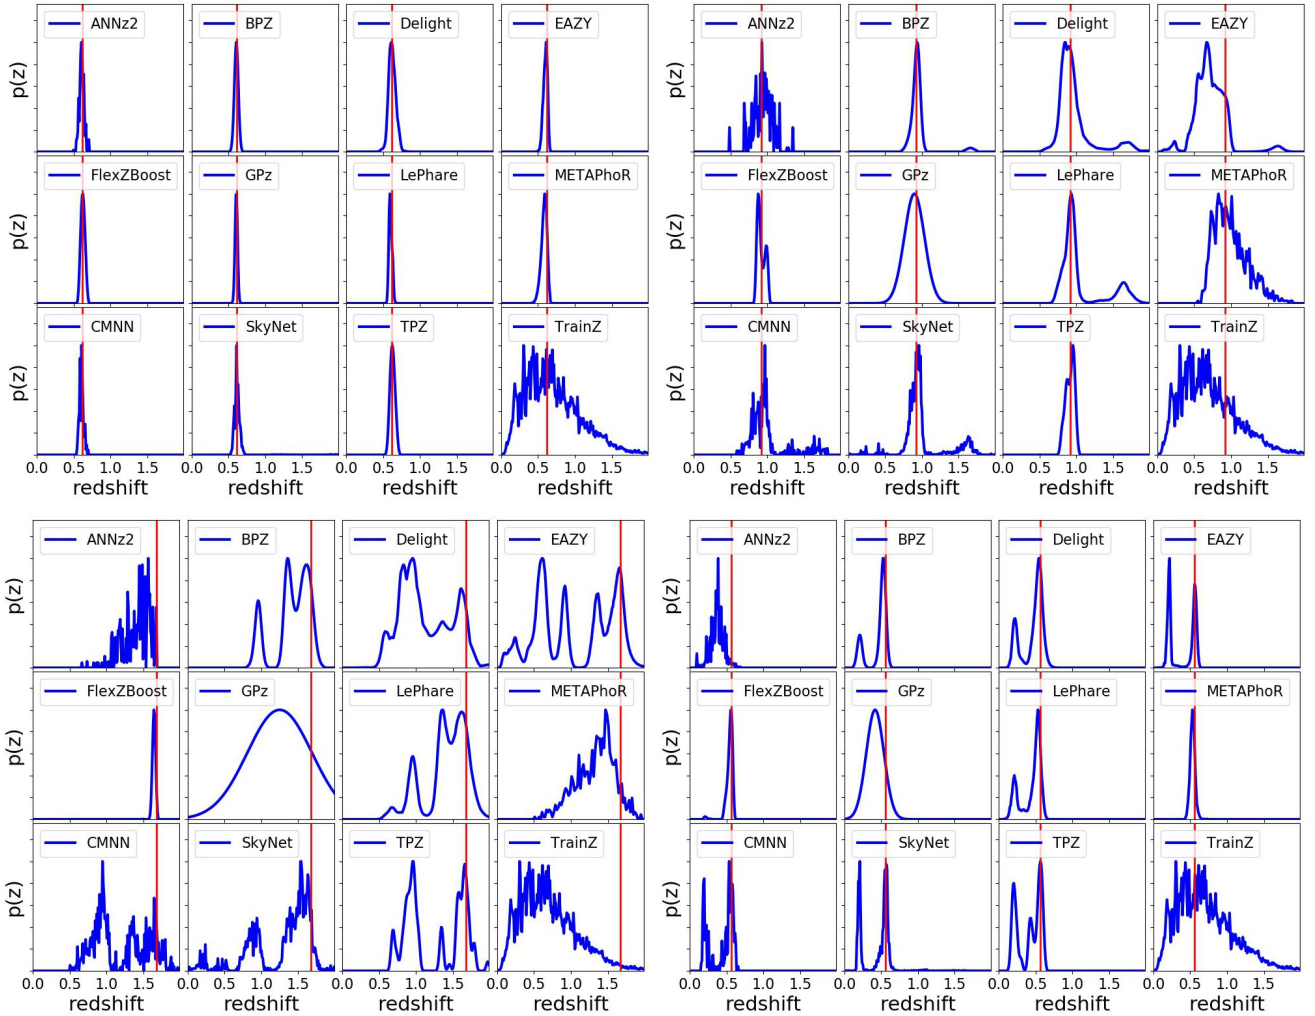 ANNz2 BPZ Delight EAZY
p(z)
FlexZBoost GPz LePhare METAPhoR
p(z)
CMNN SkyNet TPZ TrainZ
p(z)
0.0 0.5 1.0 1.5 0.0 0.5 1.0 1.5 0.0 0.5 1.0 1.5 0.0 0.5 1.0 1.5
redshift redshift redshift redshift
ANNz2 BPZ Delight EAZY
p(z)
FlexZBoost GPz LePhare METAPhoR
p(z)
CMNN SkyNet TPZ TrainZ
p(z)
0.0 0.5 1.0 1.5 0.0 0.5 1.0 1.5 0.0 0.5 1.0 1.5 0.0 0.5 1.0 1.5
redshift redshift redshift redshift
ANNz2 BPZ Delight EAZY
p(z)
FlexZBoost GPz LePhare METAPhoR
p(z)
CMNN SkyNet TPZ TrainZ
p(z)
0.0 0.5 1.0 1.5 0.0 0.5 1.0 1.5 0.0 0.5 1.0 1.5 0.0 0.5 1.0 1.5
redshift redshift redshift redshift
ANNz2 BPZ Delight EAZY
p(z)
FlexZBoost GPz LePhare METAPhoR
p(z)
CMNN SkyNet TPZ TrainZ
p(z)
0.0 0.5 1.0 1.5 0.0 0.5 1.0 1.5 0.0 0.5 1.0 1.5 0.0 0.5 1.0 1.5
redshift redshift redshift redshift